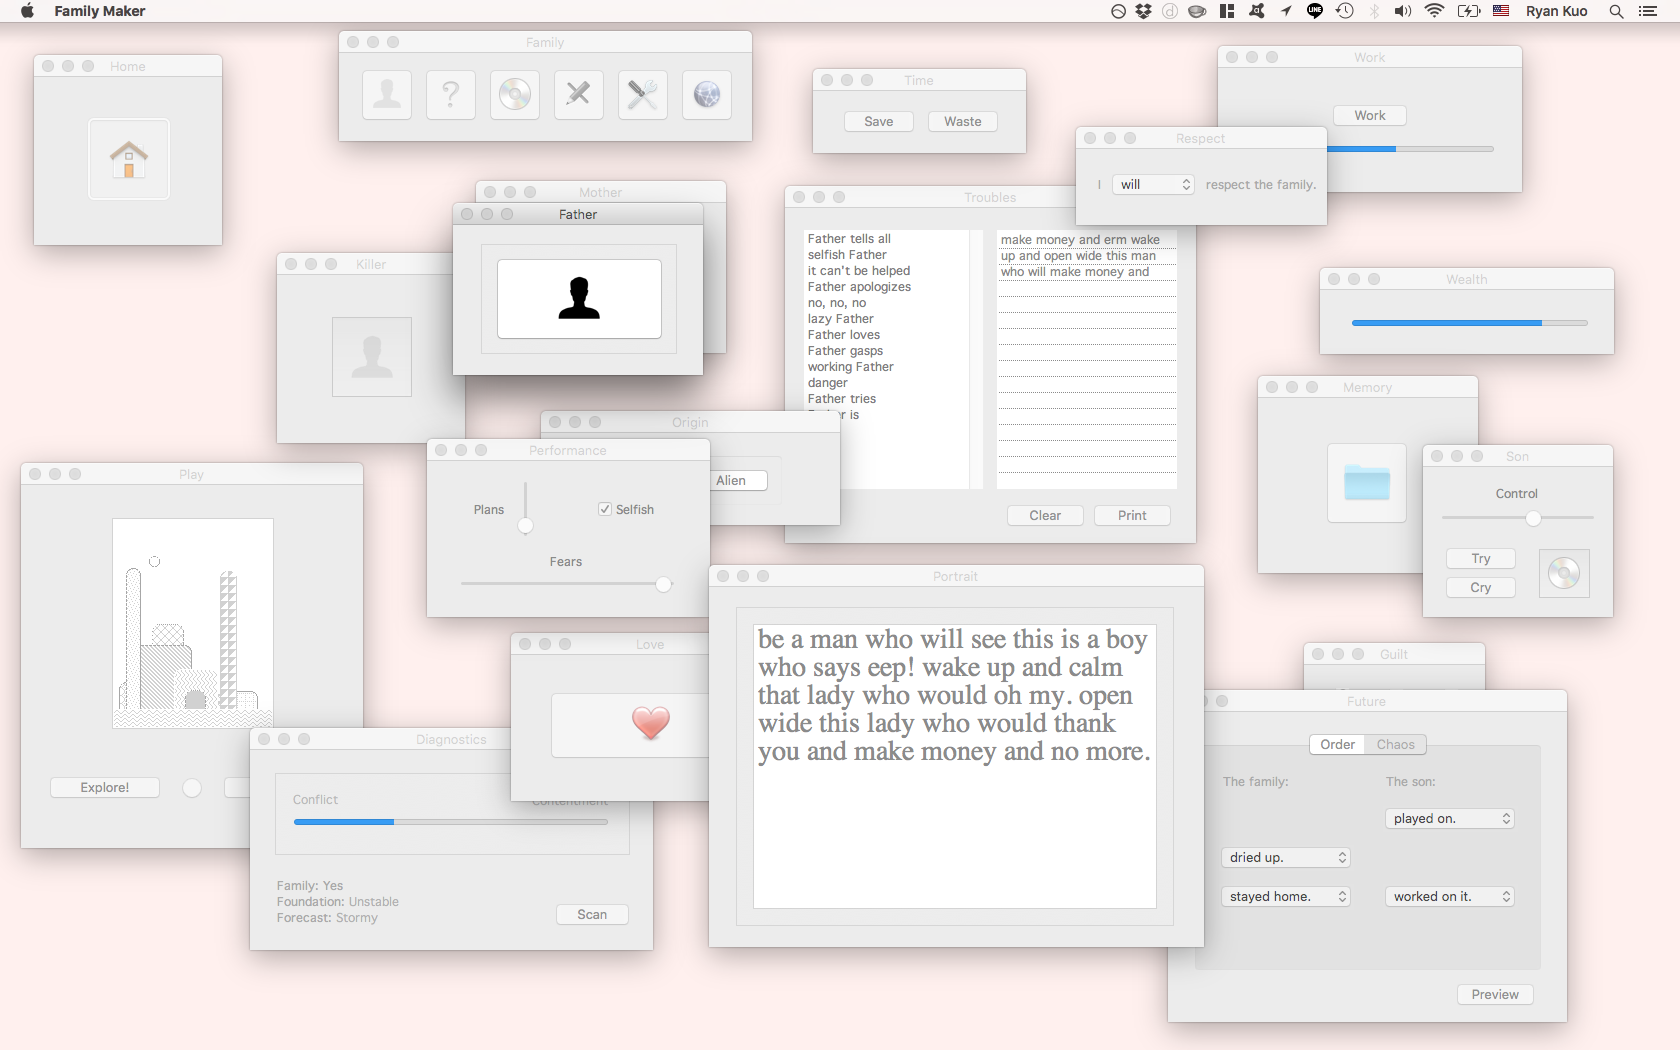 Family Maker
LINE
Ryan Kuo
Home
Family
?
Time
Save
Waste
Work
Work
Respect
I
will
respect the family.
Mother
Father
Killer
Troubles
Father tells all
selfish Father
it can't be helped
Father apologizes
no, no, no
lazy Father
Father loves
Father gasps
working Father
danger
Father tries
is
make money and erm wake
up and open wide this man
who will make money and
Clear
Print
Wealth
Memory
Son
Control
Try
Cry
Origin
Alien
Performance
Plans
Selfish
Fears
Play
Explore!
Portrait
be a man who will see this is a boy
who says eep! wake up and calm
that lady who would oh my. open
wide this lady who would thank
you and make money and no more.
Love
Diagnostics
Conflict
Contentment
Family: Yes
Foundation: Unstable
Forecast: Stormy
Scan
Guilt
Future
Order
Chaos
The family:
The son:
played on.
dried up.
stayed home.
worked on it.
Preview